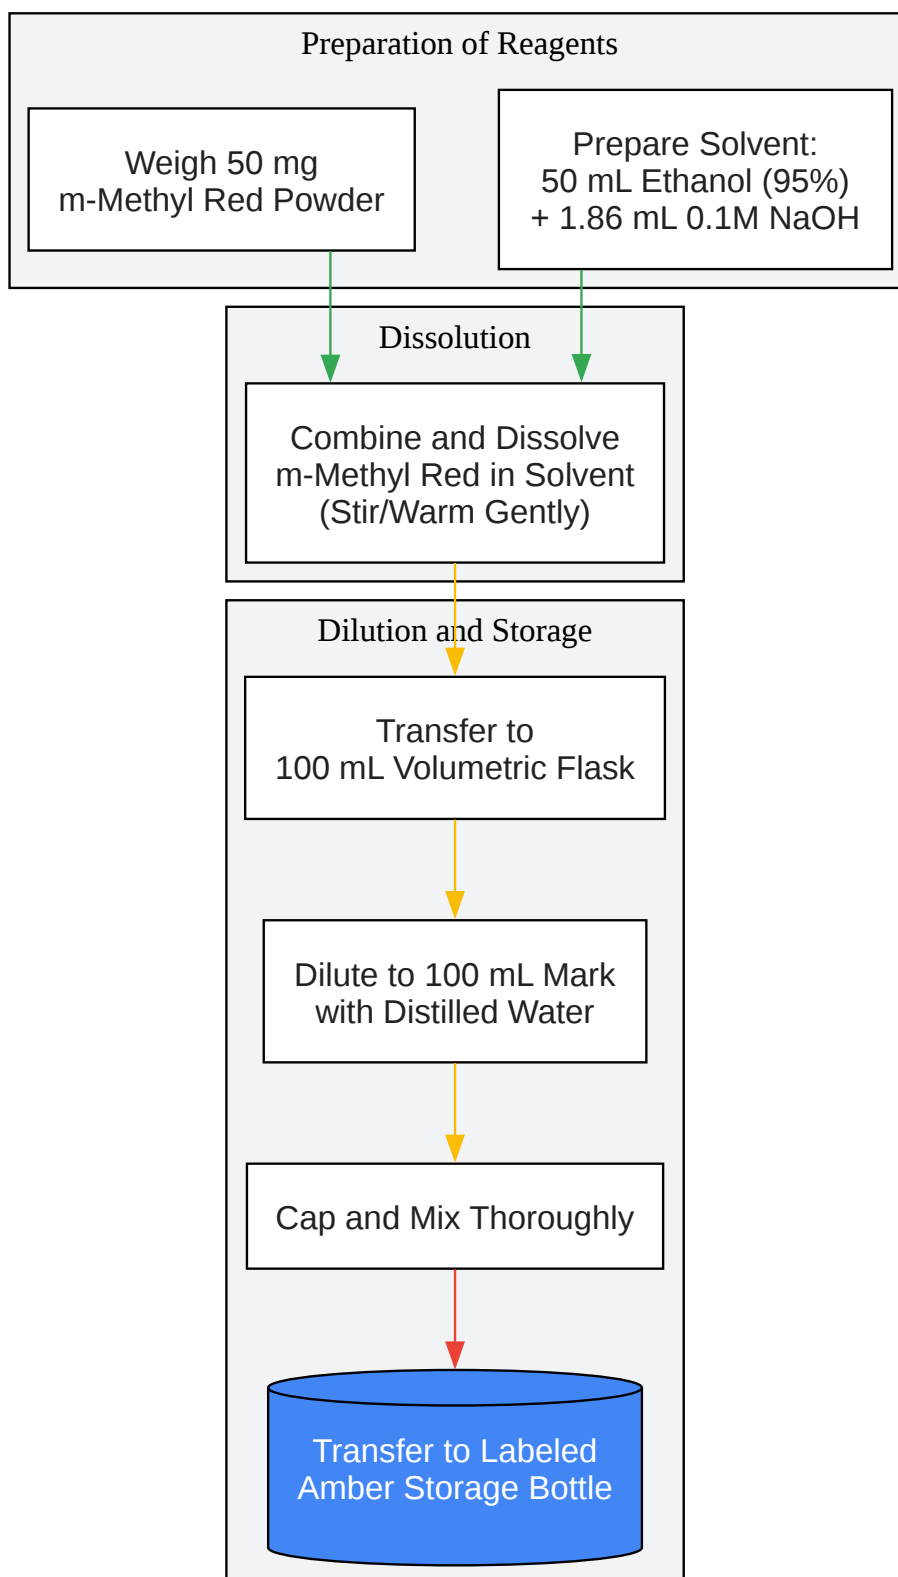 Preparation of Reagents
Weigh 50 mg
m-Methyl Red Powder
Prepare Solvent:
50 mL Ethanol (95%)
+ 1.86 mL 0.1M NaOH
Dissolution
Combine and Dissolve
m-Methyl Red in Solvent
(Stir/Warm Gently)
Dilution and Storage
Transfer to
100 mL Volumetric Flask
Dilute to 100 mL Mark
with Distilled Water
Cap and Mix Thoroughly
Transfer to Labeled
Amber Storage Bottle